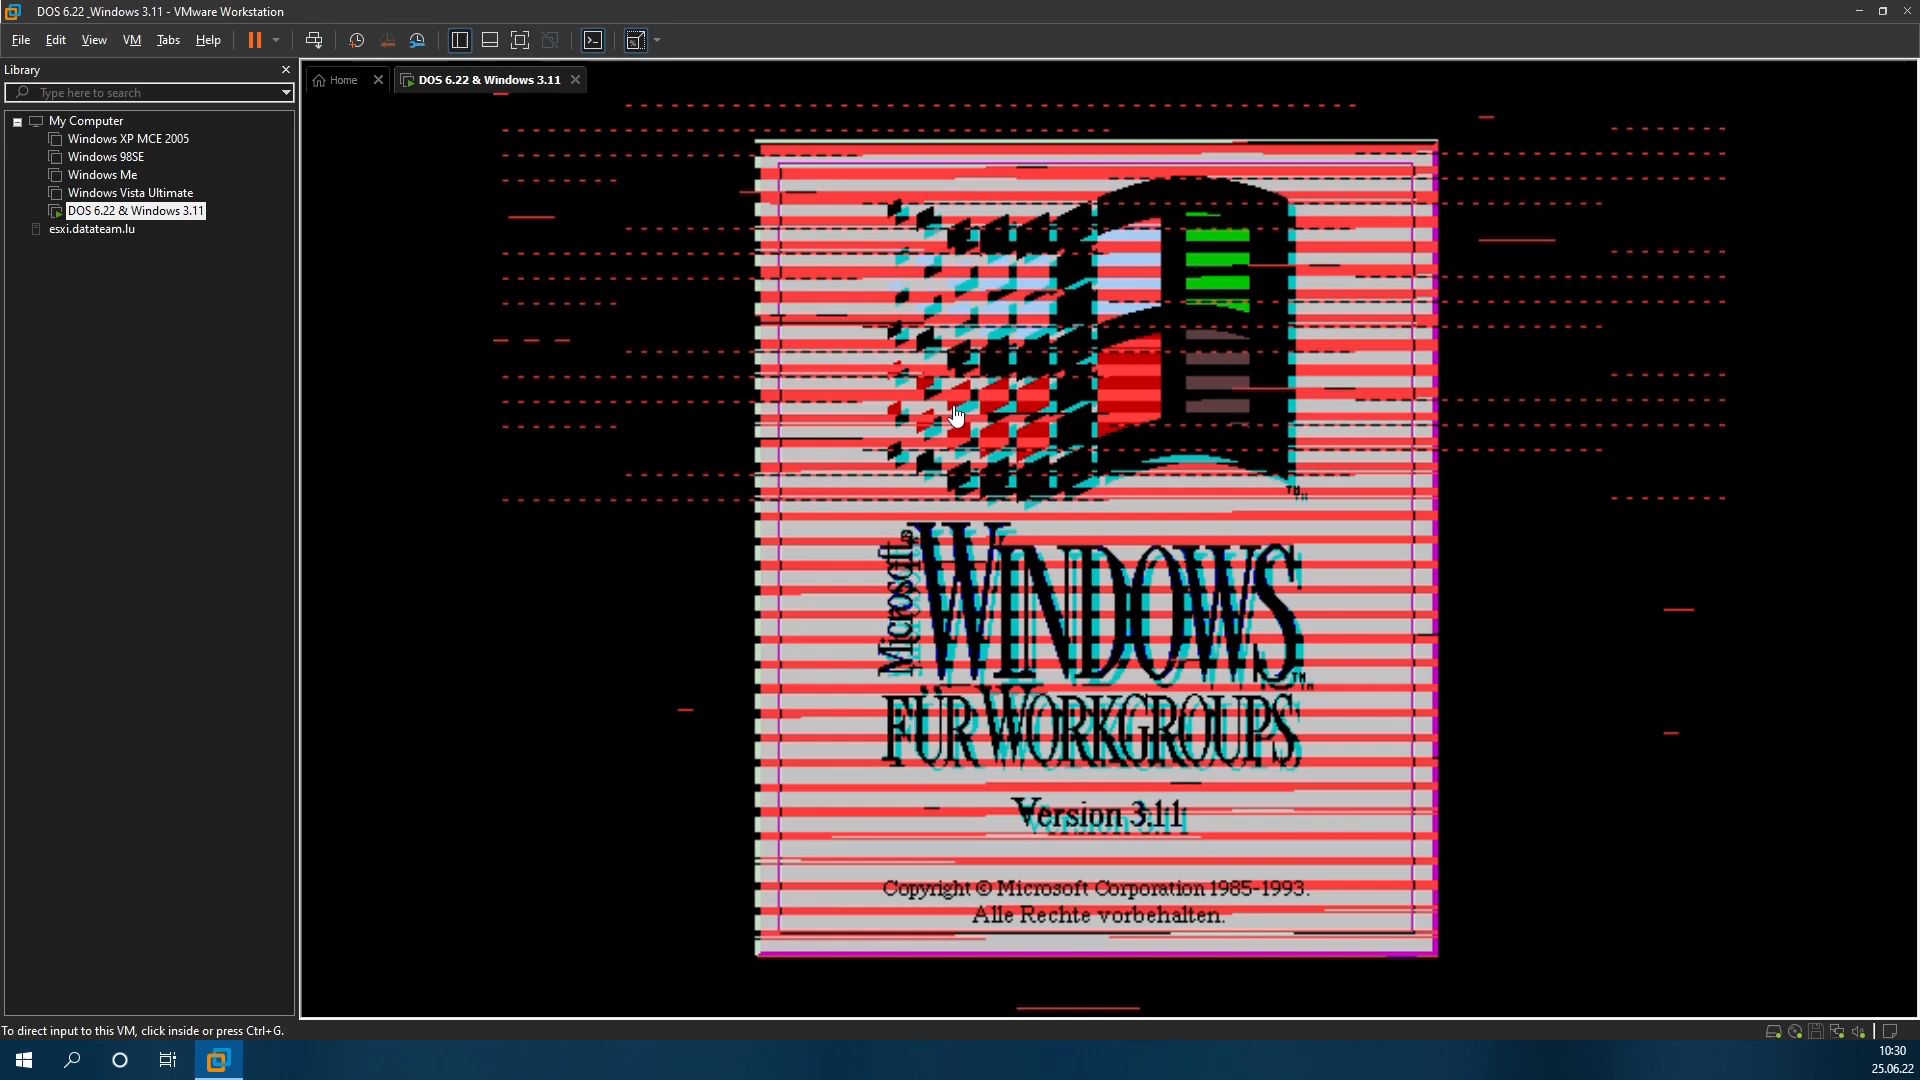 DOS 6.22 _Windows 3.11 - VMware Workstation
File Edit View VM Tabs Help
Library
Home
DOS 6.22 & Windows 3.11
Type here to search
My Computer
Windows XP MCE 2005
Windows 98SE
Windows Me
Windows Vista Ultimate
DOS 6.22 & Windows 3.11
esxi.datateam.lu
TM
Microsoft®
WINDOWS
TM
FÜR WORKGROUPS
Version 3.11
Copyright © Microsoft Corporation 1985-1993.
Alle Rechte vorbehalten.
To direct input to this VM, click inside or press Ctrl+G.
10:30
25.06.22